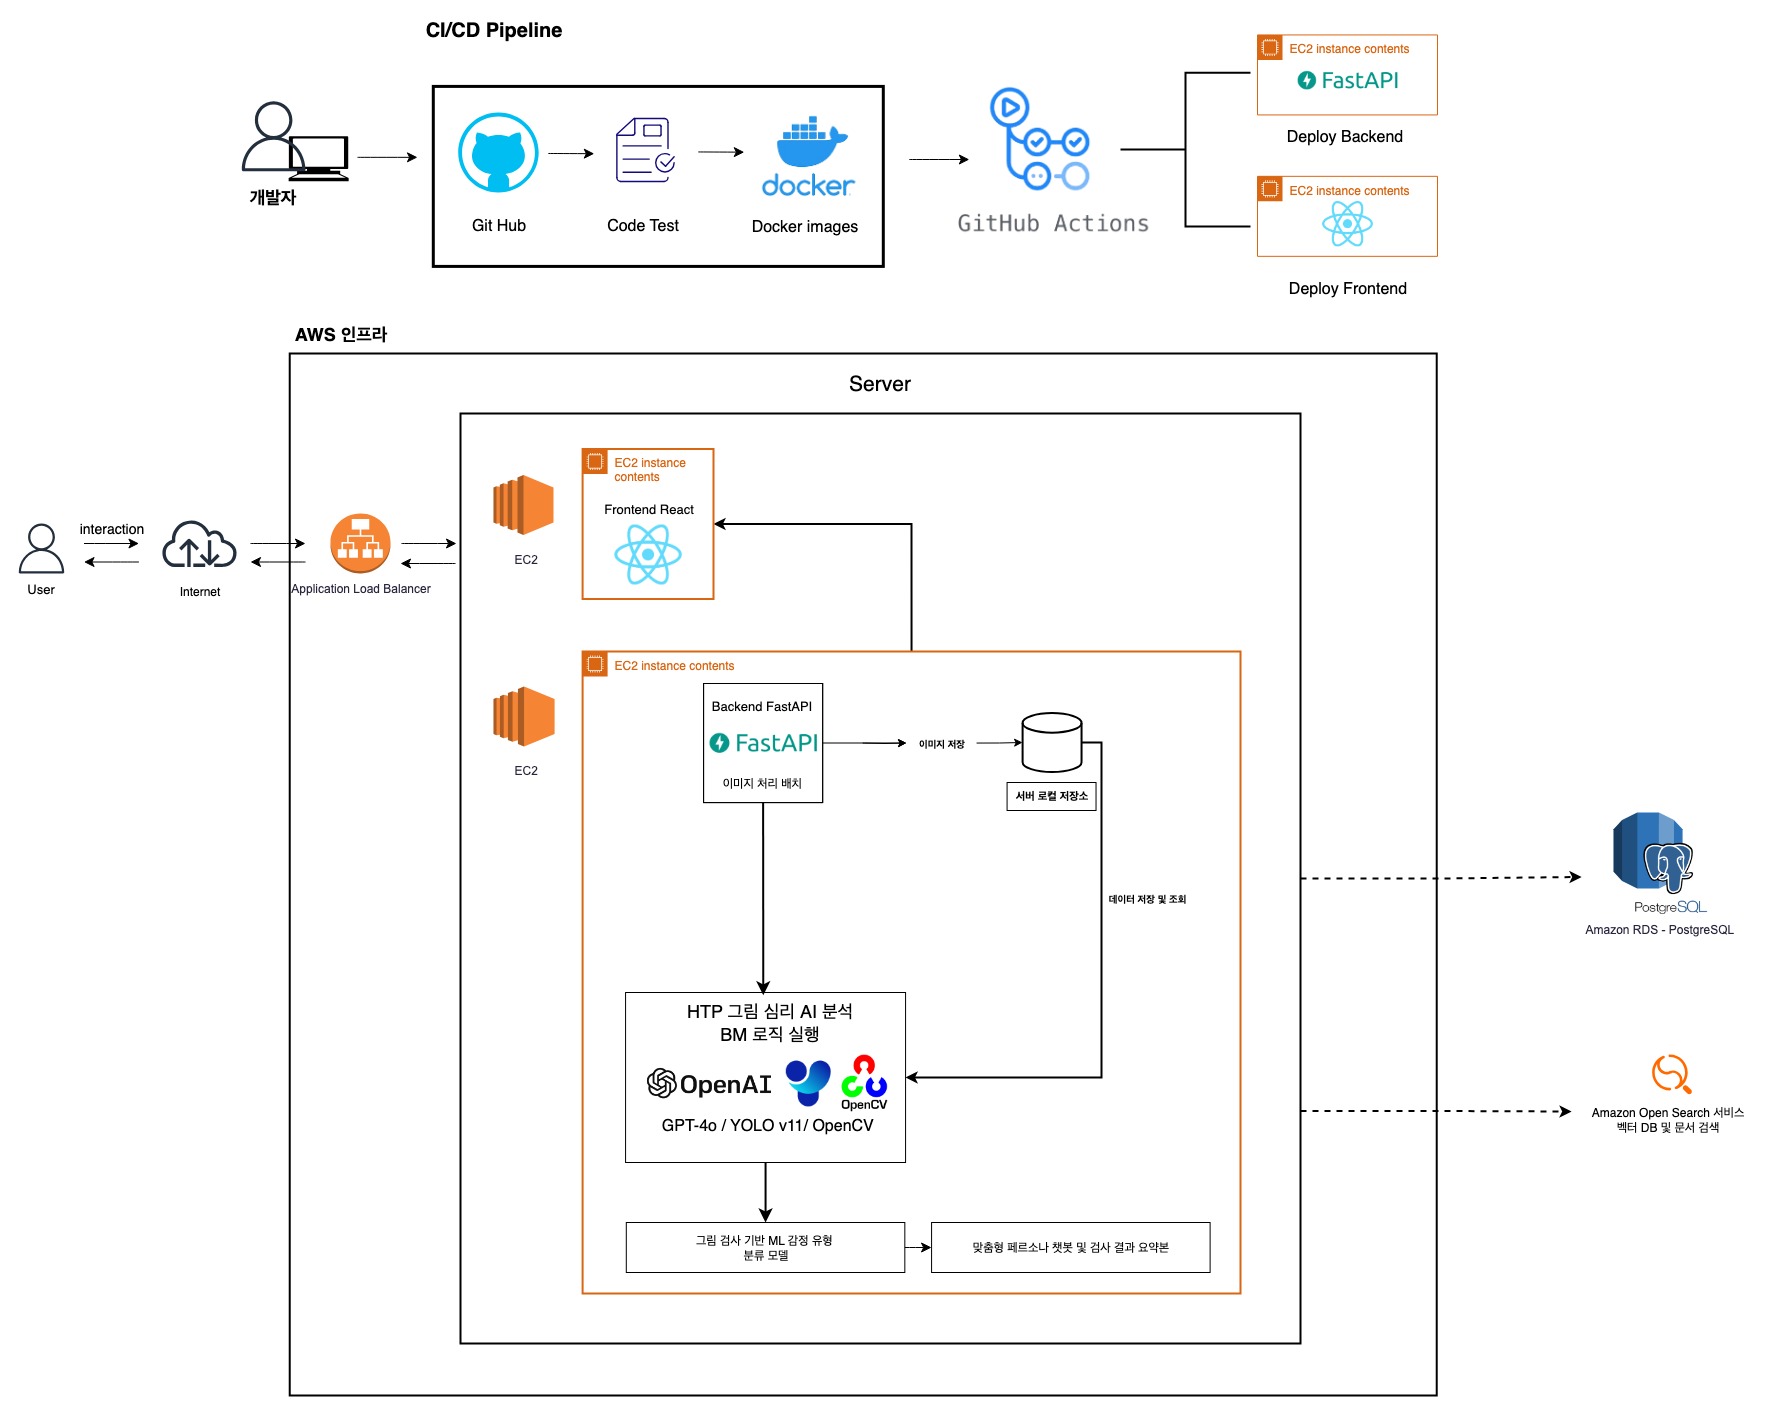 CI/CD Pipeline
개발자
Git Hub
Code Test
docker
Docker images
GitHub Actions
EC2 instance contents
FastAPI
Deploy Backend
EC2 instance contents
Deploy Frontend
AWS 인프라
Server
User
interaction
Internet
Application Load Balancer
EC2
EC2 instance
contents
Frontend React
EC2
EC2 instance contents
Backend FastAPI
FastAPI
이미지 처리 배치
이미지 저장
서버 로컬 저장소
데이터 저장 및 조회
HTP 그림 심리 AI 분석
BM 로직 실행
OpenAI
OpenCV
GPT-4o / YOLO v11/ OpenCV
그림 검사 기반 ML 감정 유형
분류 모델
맞춤형 페르소나 챗봇 및 검사 결과 요약본
PostgreSQL
Amazon RDS - PostgreSQL
Amazon Open Search 서비스
벡터 DB 및 문서 검색